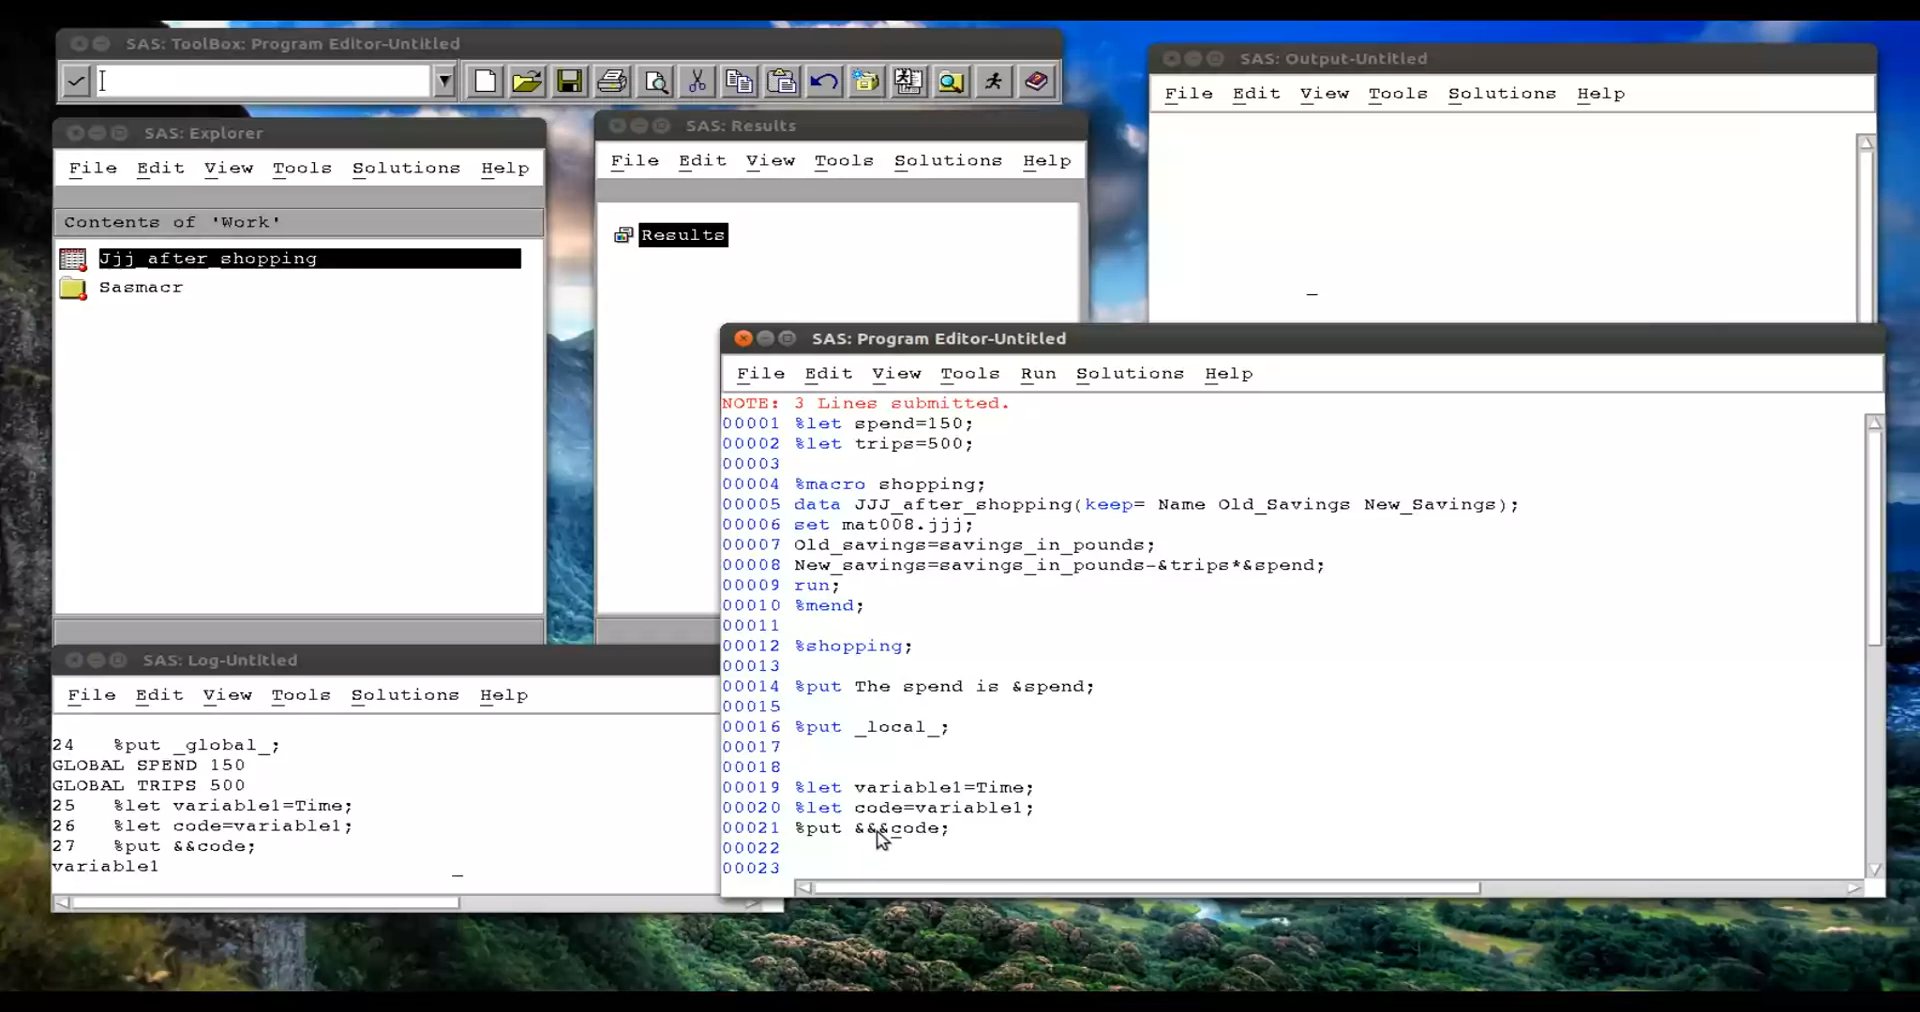 SAS: ToolBox: Program Editor-Untitled
SAS: Output-Untitled
File Edit View Tools Solutions Help
SAS: Explorer
File Edit View Tools Solutions Help
Contents of 'Work'
Jjj_after_shopping
Sasmacr
SAS: Results
File Edit View Tools Solutions Help
Results
SAS: Program Editor-Untitled
File Edit View Tools Run Solutions Help
NOTE: 3 Lines submitted.
00001 %let spend=150;
00002 %let trips=500;
00003
00004 %macro shopping;
00005 data JJJ_after_shopping(keep= Name Old_Savings New_Savings);
00006 set mat008.jjj;
00007 Old_savings=savings_in_pounds;
00008 New_savings=savings_in_pounds-&trips*&spend;
00009 run;
00010 %mend;
00011
00012 %shopping;
00013
00014 %put The spend is &spend;
00015
00016 %put _local_;
00017
00018
00019 %let variable1=Time;
00020 %let code=variable1;
00021 %put &&&code;
00022
00023
SAS: Log-Untitled
File Edit View Tools Solutions Help
24 %put _global_;
GLOBAL SPEND 150
GLOBAL TRIPS 500
25 %let variable1=Time;
26 %let code=variable1;
27 %put &&code;
variable1